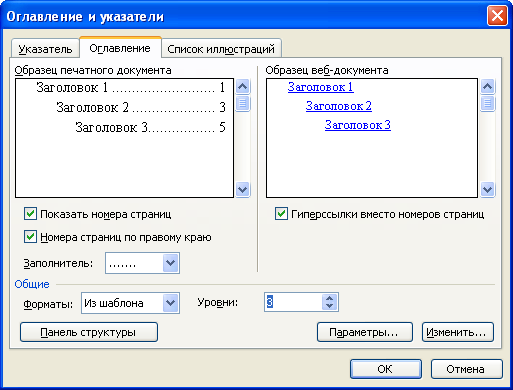 Оглавление и указатели
Указатель Оглавление Список иллюстраций
Образец печатного документа
Заголовок 1 ........................... 1
Заголовок 2 ...................... 3
Заголовок 3................. 5
Образец веб-документа
Заголовок 1
Заголовок 2
Заголовок 3
Показать номера страниц
Номера страниц по правому краю
Заполнитель: .......
Гиперссылки вместо номеров страниц
Общие
Форматы: Из шаблона Уровни: 3
Панель структуры Параметры... Изменить...
ОК Отмена